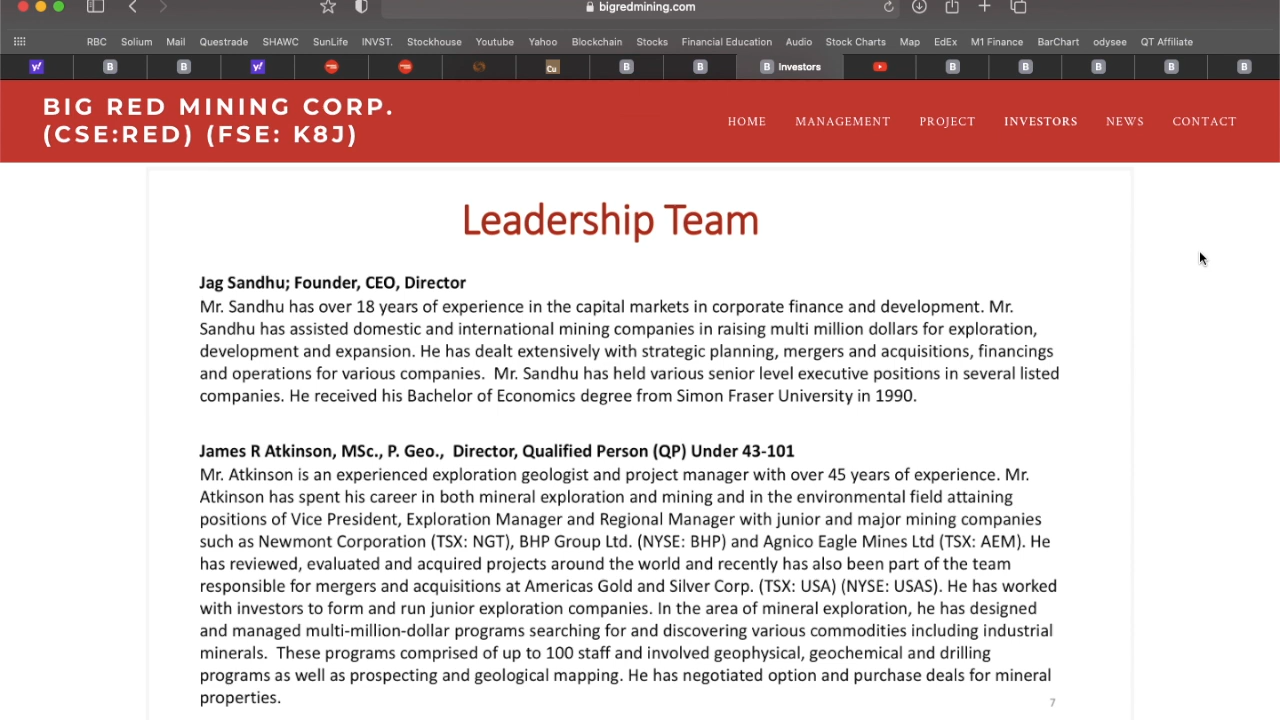 bigredmining.com
RBC Solium Mail Questrade SHAWC SunLife INVST. Stockhouse Youtube Yahoo Blockchain Stocks Financial Education Audio Stock Charts Map EdEx M1 Finance BarChart odysee QT Affiliate
y! B B y! Cu B B B Investors B B B B B
BIG RED MINING CORP.
(CSE:RED) (FSE: K8J)
HOME MANAGEMENT PROJECT INVESTORS NEWS CONTACT
Leadership Team
Jag Sandhu; Founder, CEO, Director
Mr. Sandhu has over 18 years of experience in the capital markets in corporate finance and development. Mr.
Sandhu has assisted domestic and international mining companies in raising multi million dollars for exploration,
development and expansion. He has dealt extensively with strategic planning, mergers and acquisitions, financings
and operations for various companies.  Mr. Sandhu has held various senior level executive positions in several listed
companies. He received his Bachelor of Economics degree from Simon Fraser University in 1990.
James R Atkinson, MSc., P. Geo.,  Director, Qualified Person (QP) Under 43-101
Mr. Atkinson is an experienced exploration geologist and project manager with over 45 years of experience. Mr.
Atkinson has spent his career in both mineral exploration and mining and in the environmental field attaining
positions of Vice President, Exploration Manager and Regional Manager with junior and major mining companies
such as Newmont Corporation (TSX: NGT), BHP Group Ltd. (NYSE: BHP) and Agnico Eagle Mines Ltd (TSX: AEM). He
has reviewed, evaluated and acquired projects around the world and recently has also been part of the team
responsible for mergers and acquisitions at Americas Gold and Silver Corp. (TSX: USA) (NYSE: USAS). He has worked
with investors to form and run junior exploration companies. In the area of mineral exploration, he has designed
and managed multi-million-dollar programs searching for and discovering various commodities including industrial
minerals.  These programs comprised of up to 100 staff and involved geophysical, geochemical and drilling
programs as well as prospecting and geological mapping. He has negotiated option and purchase deals for mineral
properties.
7